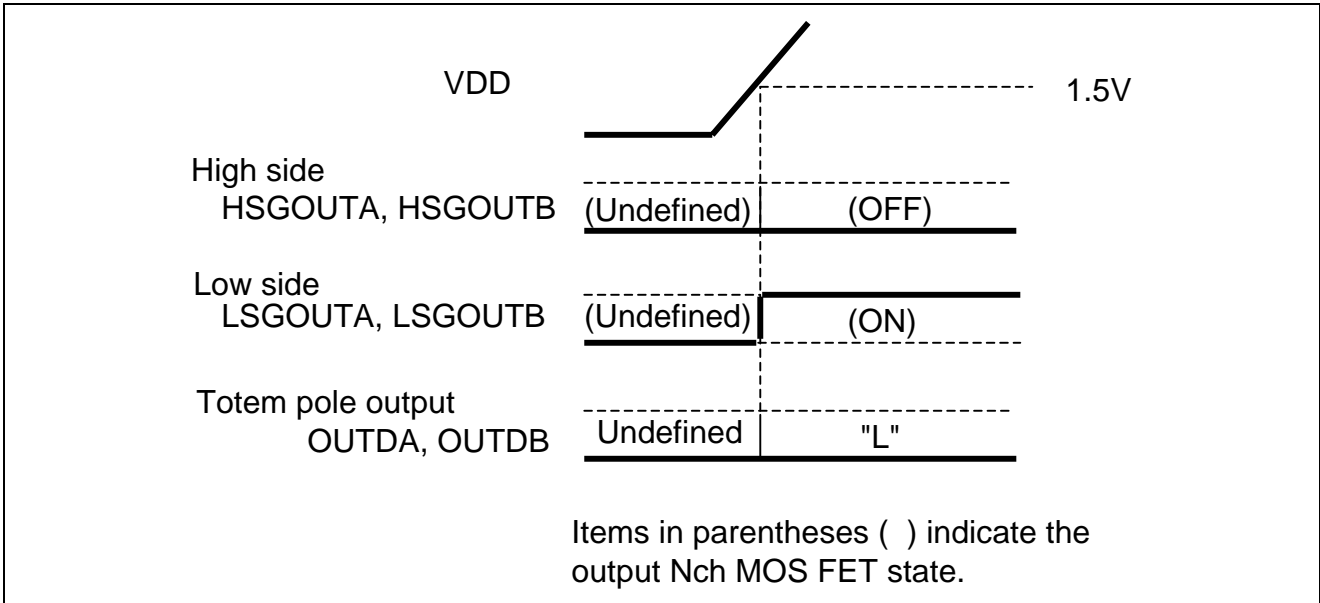 VDD
1.5V
High side
HSGOUTA, HSGOUTB
(Undefined)
(OFF)
Low side
LSGOUTA, LSGOUTB
(Undefined)
(ON)
Totem pole output
OUTDA, OUTDB
Undefined
"L"
Items in parentheses ( ) indicate the
output Nch MOS FET state.